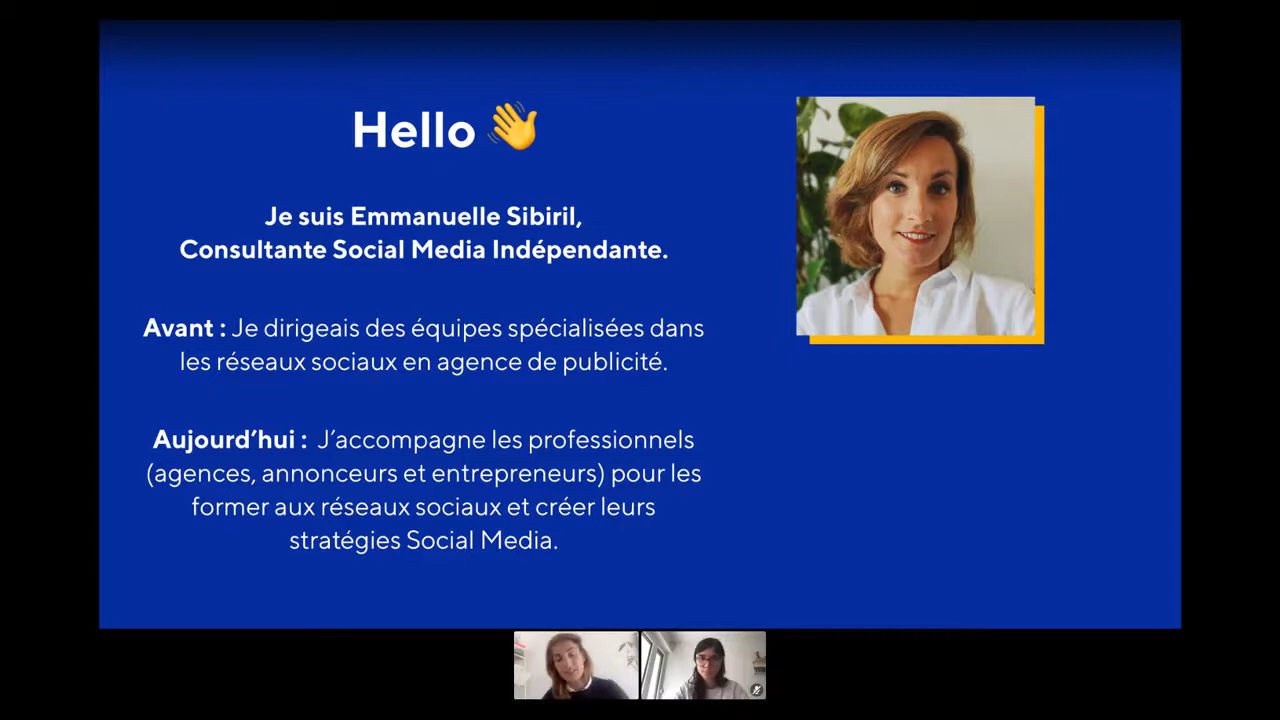 Hello 👋
Je suis Emmanuelle Sibiril,
Consultante Social Media Indépendante.
Avant : Je dirigeais des équipes spécialisées dans
les réseaux sociaux en agence de publicité.
Aujourd’hui : J’accompagne les professionnels
(agences, annonceurs et entrepreneurs) pour les
former aux réseaux sociaux et créer leurs
stratégies Social Media.